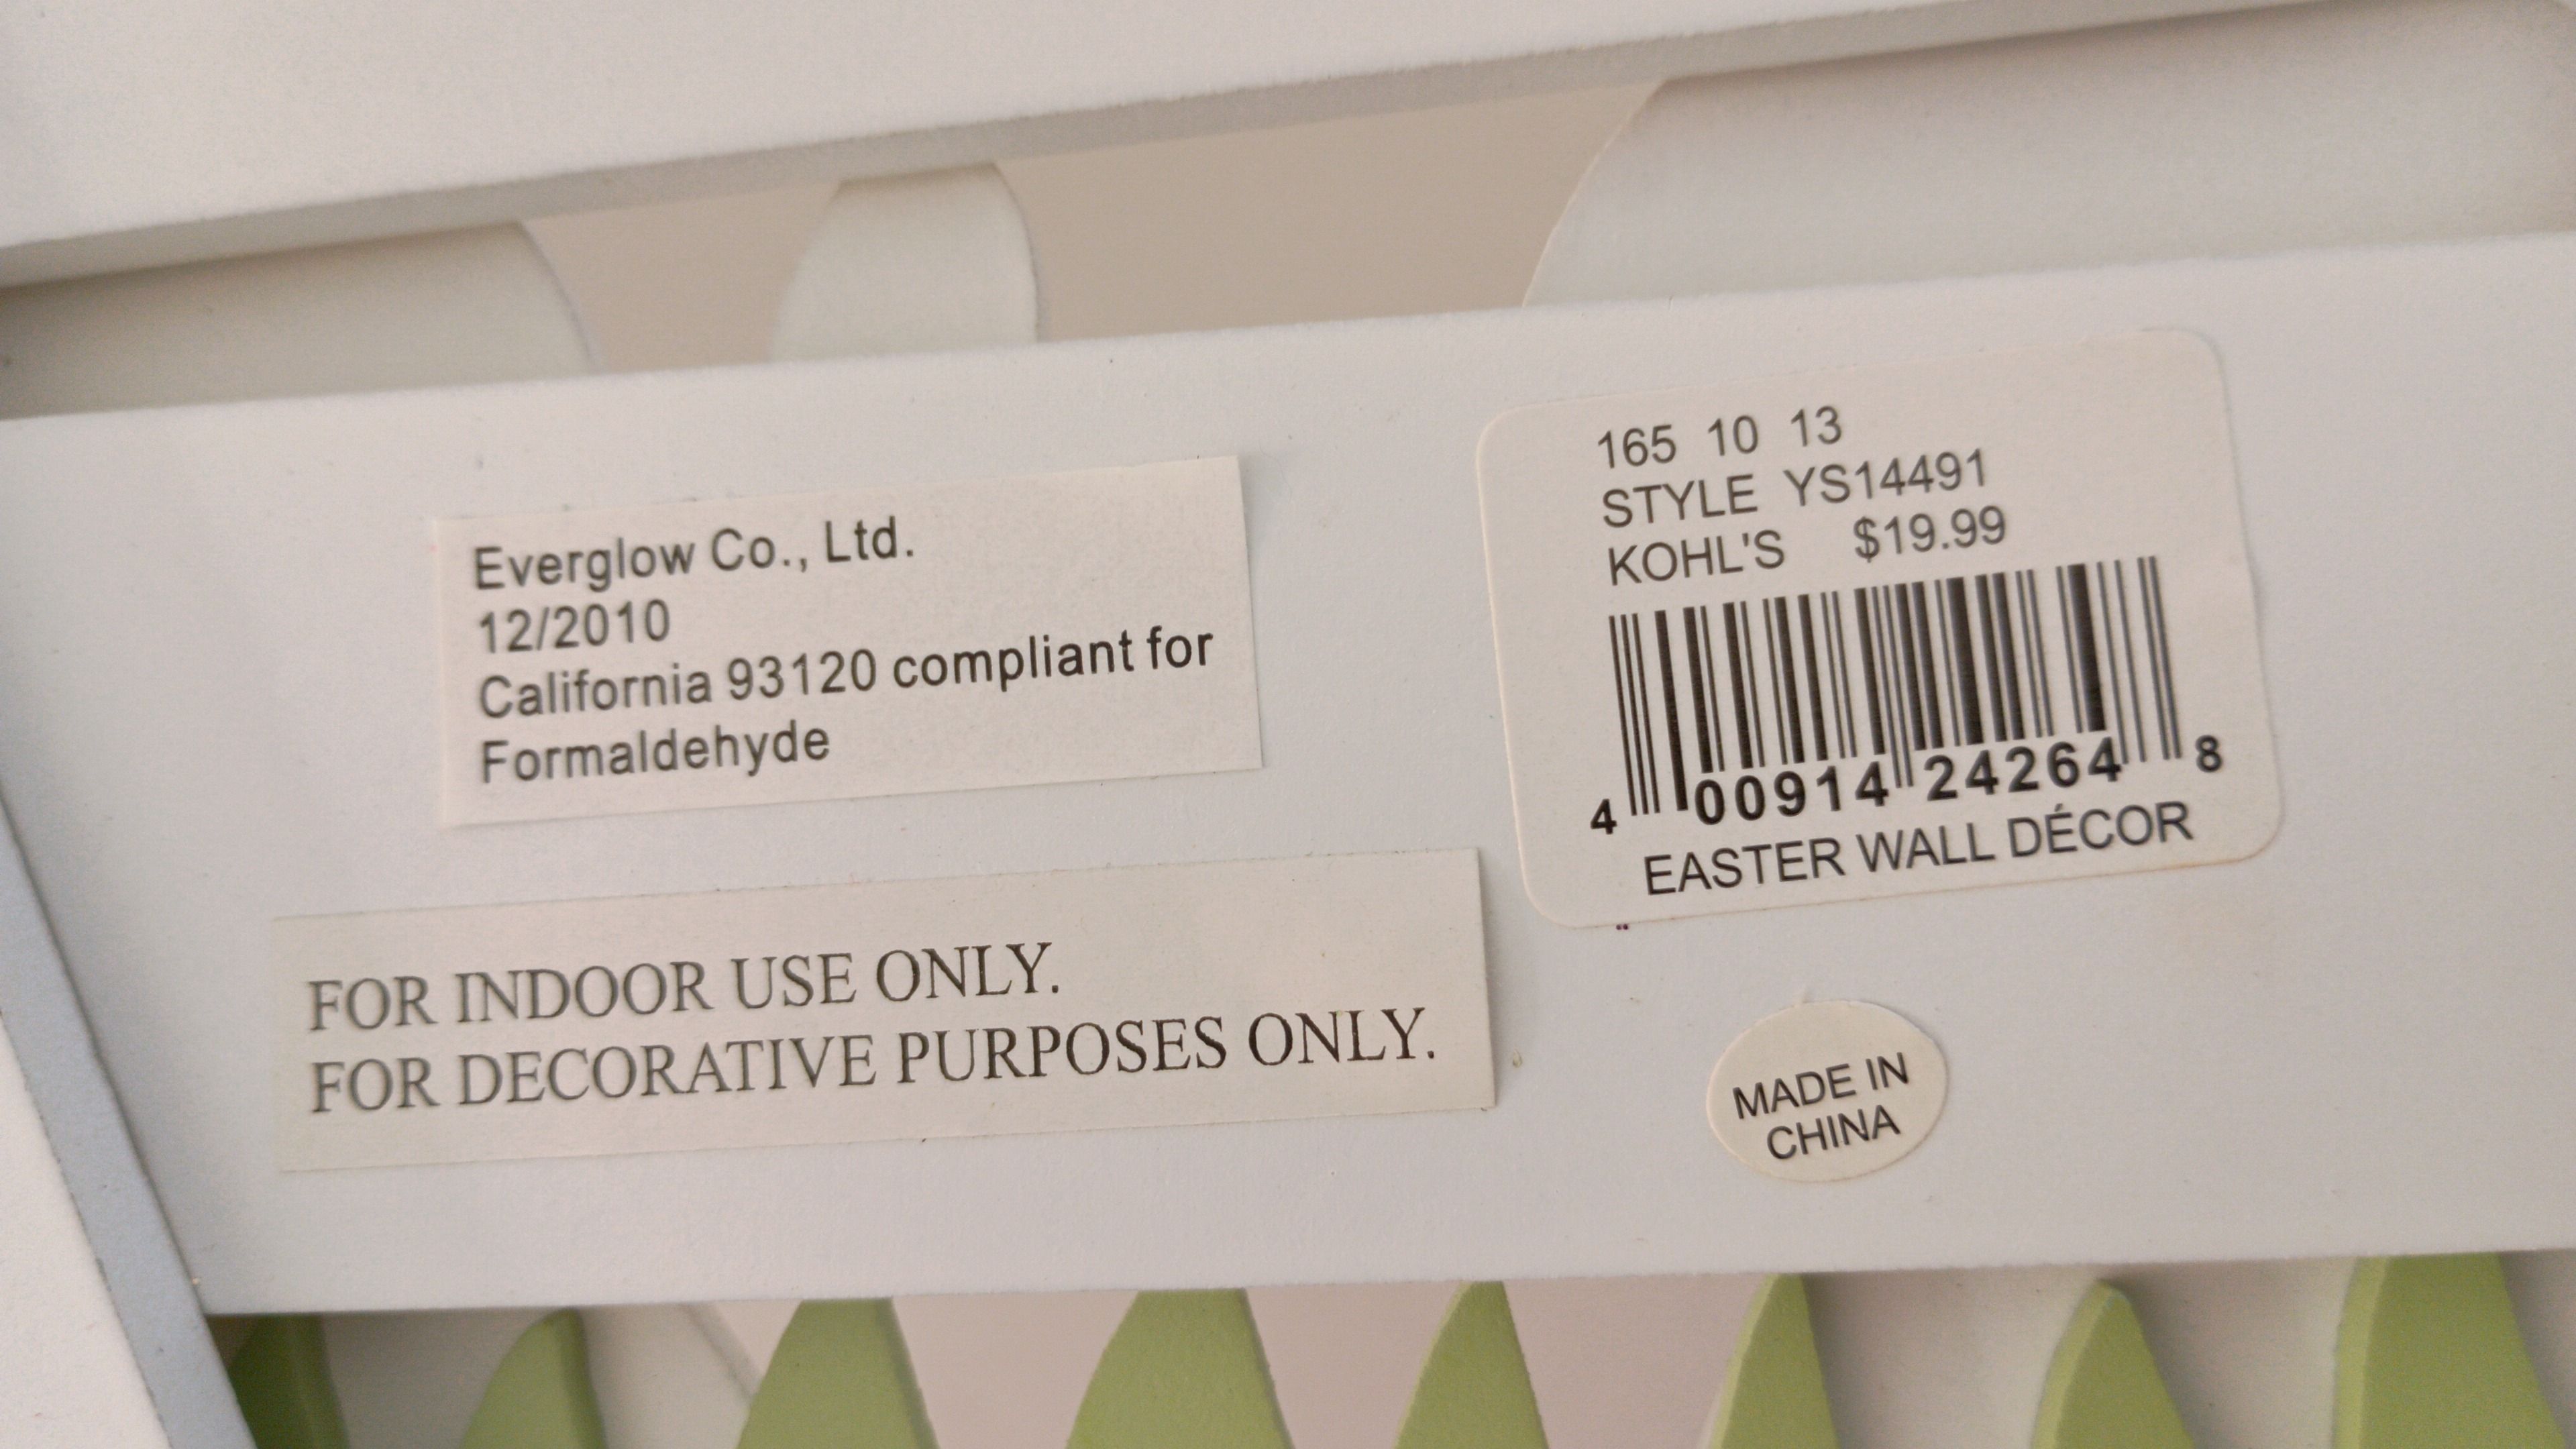 Everglow Co., Ltd.
12/2010
California 93120 compliant for
Formaldehyde
FOR INDOOR USE ONLY.
FOR DECORATIVE PURPOSES ONLY.
165 10 13
STYLE YS14491
KOHL'S $19.99
4 00914 24264 8
EASTER WALL DÉCOR
MADE IN
CHINA